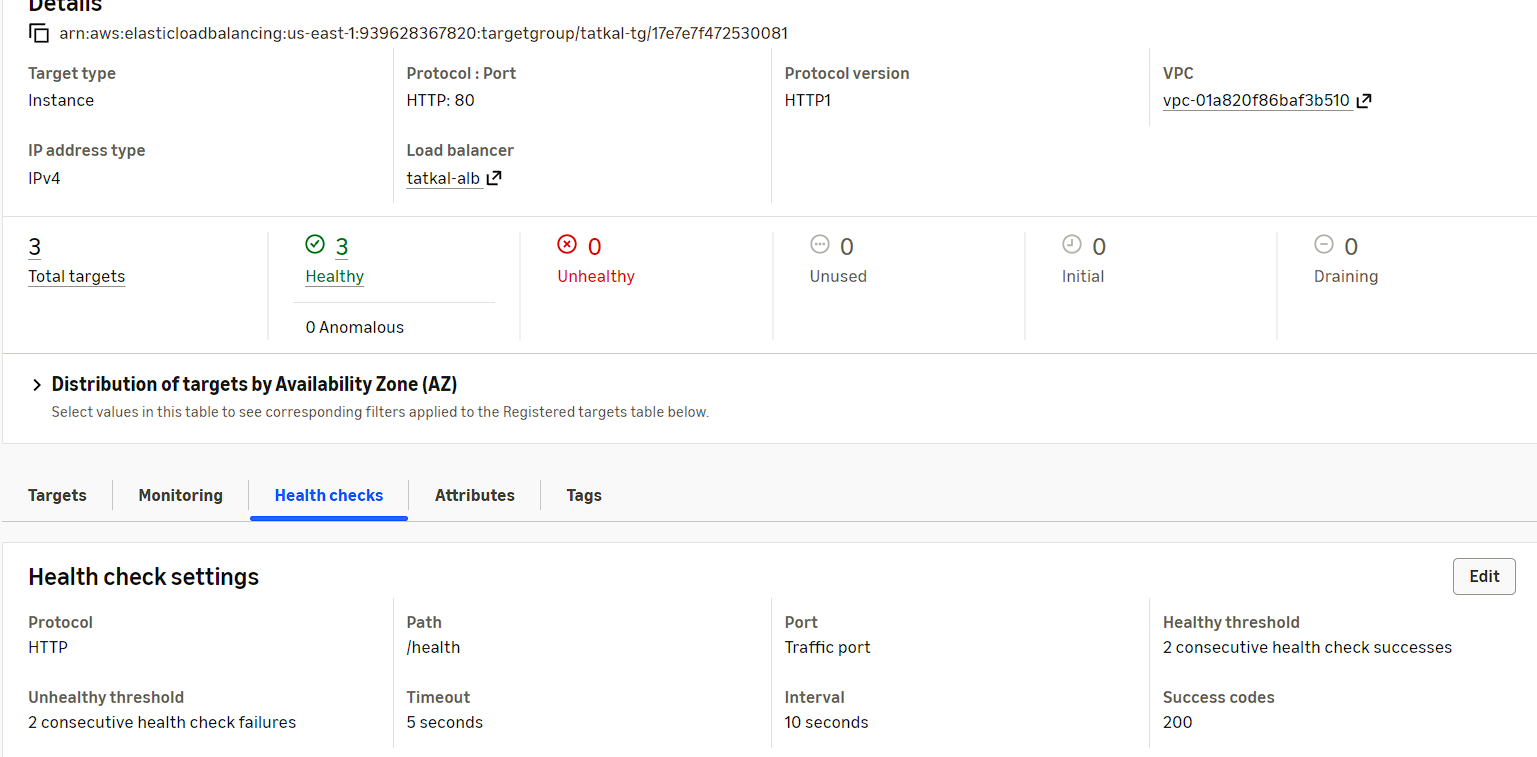 Details
arn:aws:elasticloadbalancing:us-east-1:939628367820:targetgroup/tatkal-tg/17e7e7f472530081
Target type
Instance
Protocol : Port
HTTP: 80
Protocol version
HTTP1
VPC
vpc-01a820f86baf3b510
IP address type
IPv4
Load balancer
tatkal-alb
3
Total targets
3
Healthy
0 Anomalous
0
Unhealthy
0
Unused
0
Initial
0
Draining
Distribution of targets by Availability Zone (AZ)
Select values in this table to see corresponding filters applied to the Registered targets table below.
Targets
Monitoring
Health checks
Attributes
Tags
Health check settings
Edit
Protocol
HTTP
Path
/health
Port
Traffic port
Healthy threshold
2 consecutive health check successes
Unhealthy threshold
2 consecutive health check failures
Timeout
5 seconds
Interval
10 seconds
Success codes
200